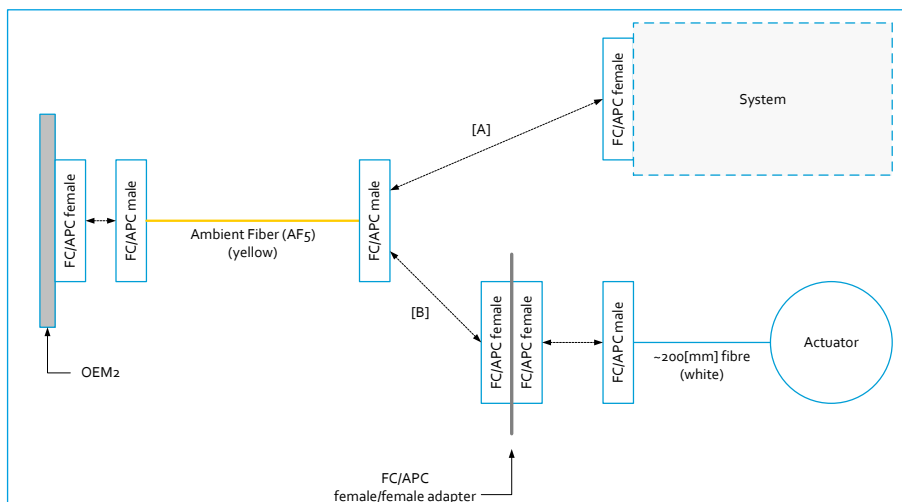 FC/APC female
System
[A]
FC/APC female
FC/APC male
FC/APC male
Ambient Fiber (AF5)
(yellow)
[B]
FC/APC female
FC/APC female
FC/APC male
Actuator
~200[mm] fibre
(white)
OEM2
FC/APC
female/female adapter